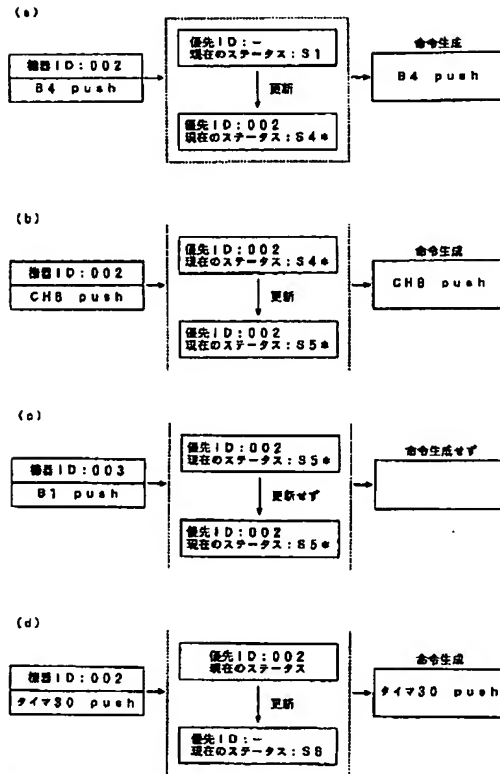 (a)
機器ID:002
B4 push
優先ID:-
現在のステータス:S1
更新
優先ID:002
現在のステータス:S4*
命令生成
B4 push
(b)
機器ID:002
CH8 push
優先ID:002
現在のステータス:S4*
更新
優先ID:002
現在のステータス:S5*
命令生成
CH8 push
(c)
機器ID:003
B1 push
優先ID:002
現在のステータス:S5*
更新せず
優先ID:002
現在のステータス:S5*
命令生成せず
(d)
機器ID:002
タイマ30 push
優先ID:002
現在のステータス
更新
優先ID:-
現在のステータス:S6
命令生成
タイマ30 push